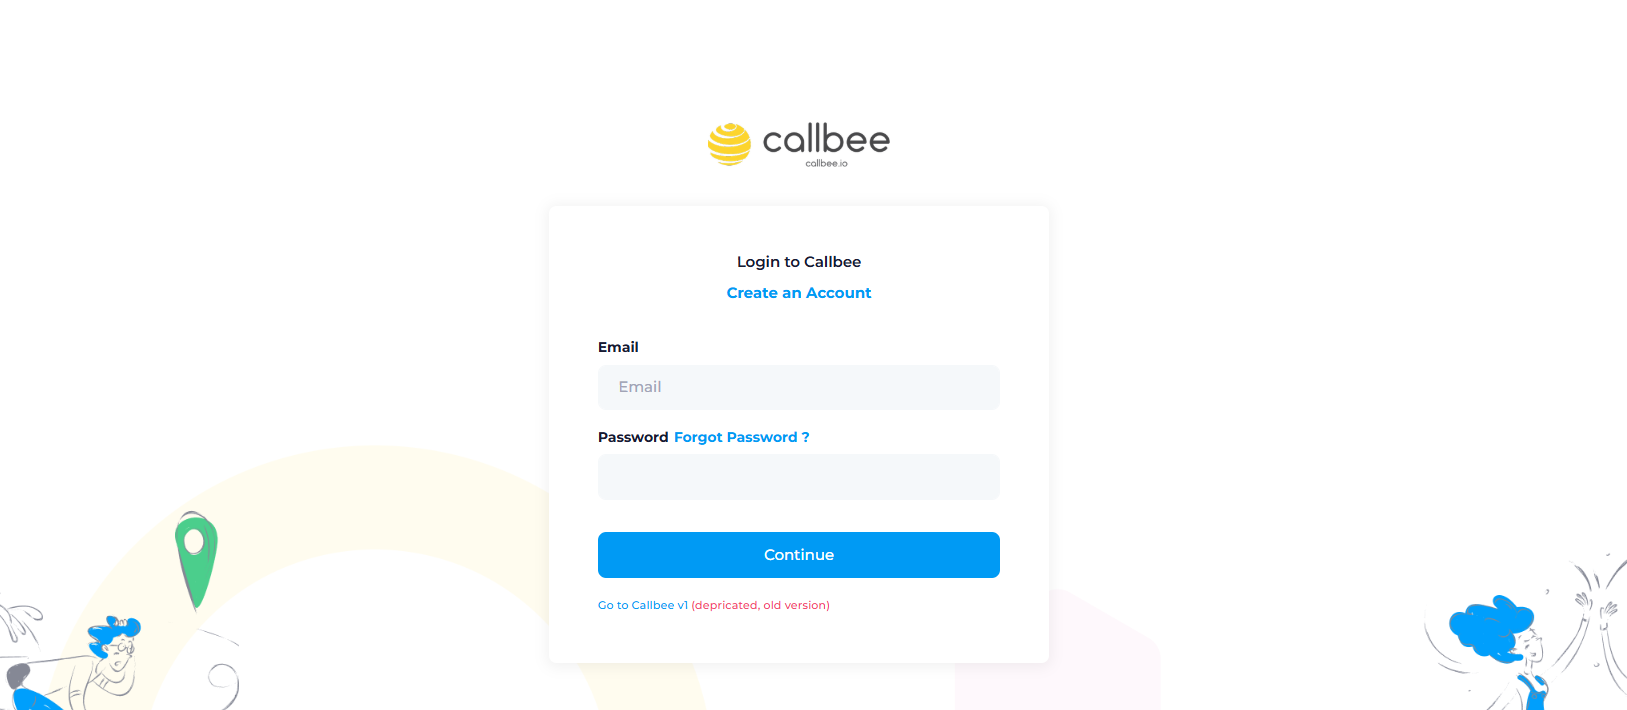 callbee
callbee.io
Login to Callbee
Create an Account
Email
Email
Password Forgot Password ?
Continue
Go to Callbee v1 (depricated, old version)